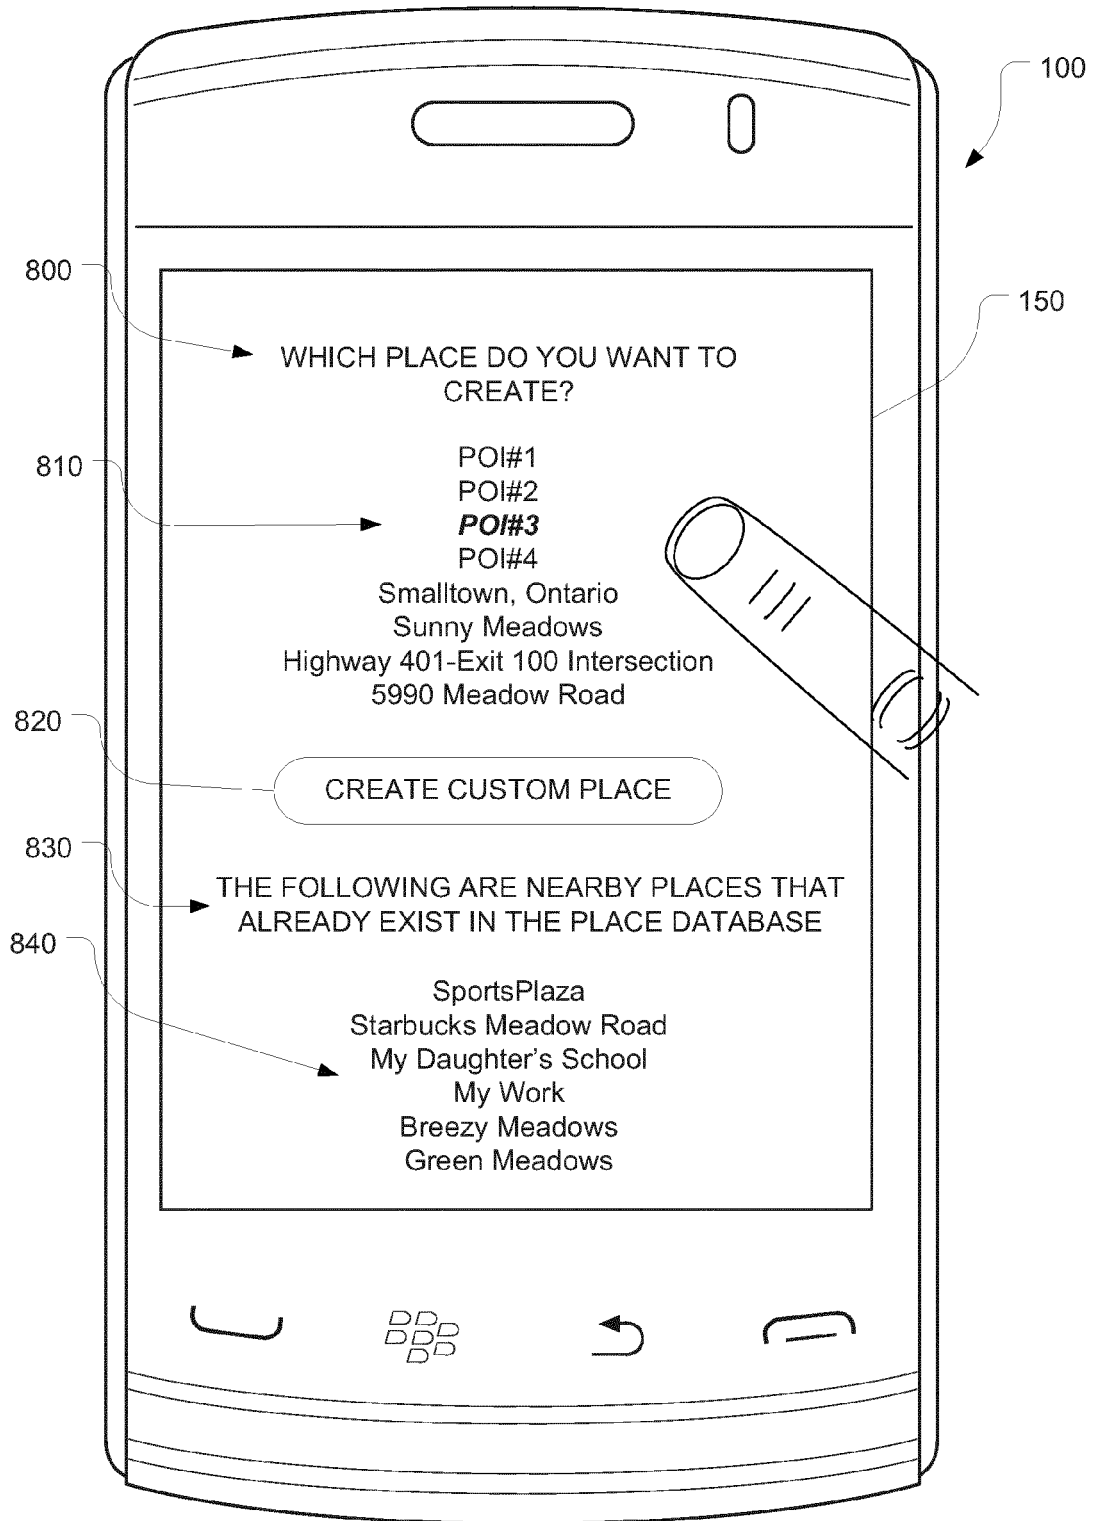 100
800
150
WHICH PLACE DO YOU WANT TO
CREATE?
810
POI#1
POI#2
POI#3
POI#4
Smalltown, Ontario
Sunny Meadows
Highway 401-Exit 100 Intersection
5990 Meadow Road
820
CREATE CUSTOM PLACE
830
THE FOLLOWING ARE NEARBY PLACES THAT
ALREADY EXIST IN THE PLACE DATABASE
840
SportsPlaza
Starbucks Meadow Road
My Daughter's School
My Work
Breezy Meadows
Green Meadows